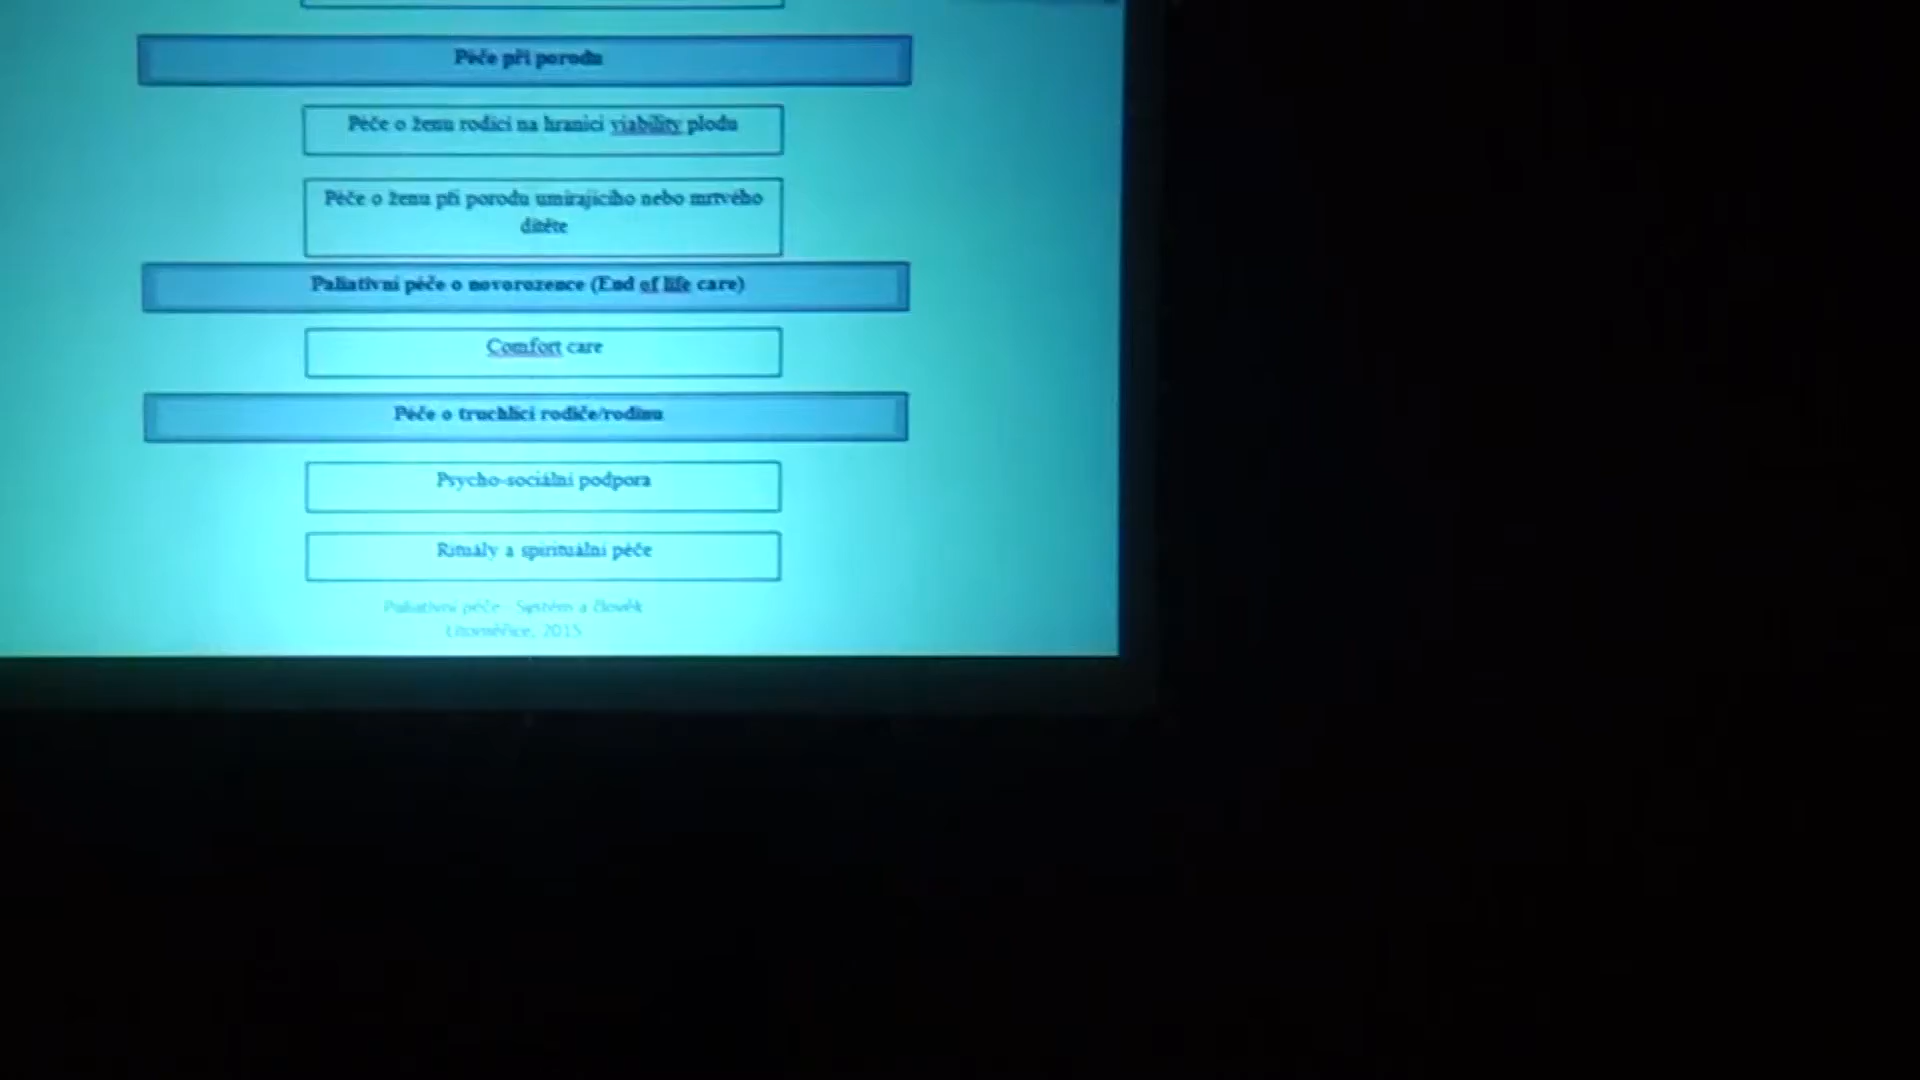 Péče při porodu
Péče o ženu rodící na hranici viability plodu
Péče o ženu při porodu umírajícího nebo mrtvého
dítěte
Paliativní péče o novorozence (End of life care)
Comfort care
Péče o truchlící rodiče/rodinu
Psycho-sociální podpora
Rituály a spirituální péče
Paliativní péče - Systém a člověk
Litoměřice, 2015